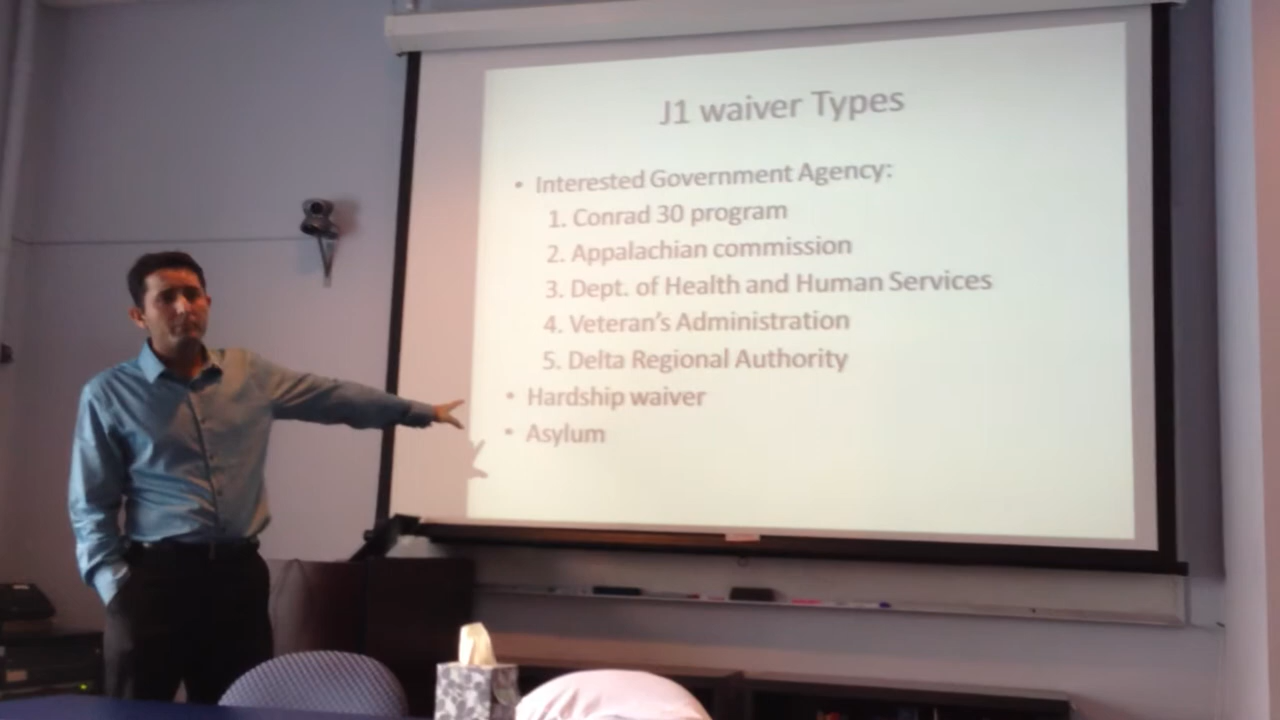 J1 waiver Types
• Interested Government Agency:
1. Conrad 30 program
2. Appalachian commission
3. Dept. of Health and Human Services
4. Veteran's Administration
5. Delta Regional Authority
• Hardship waiver
• Asylum